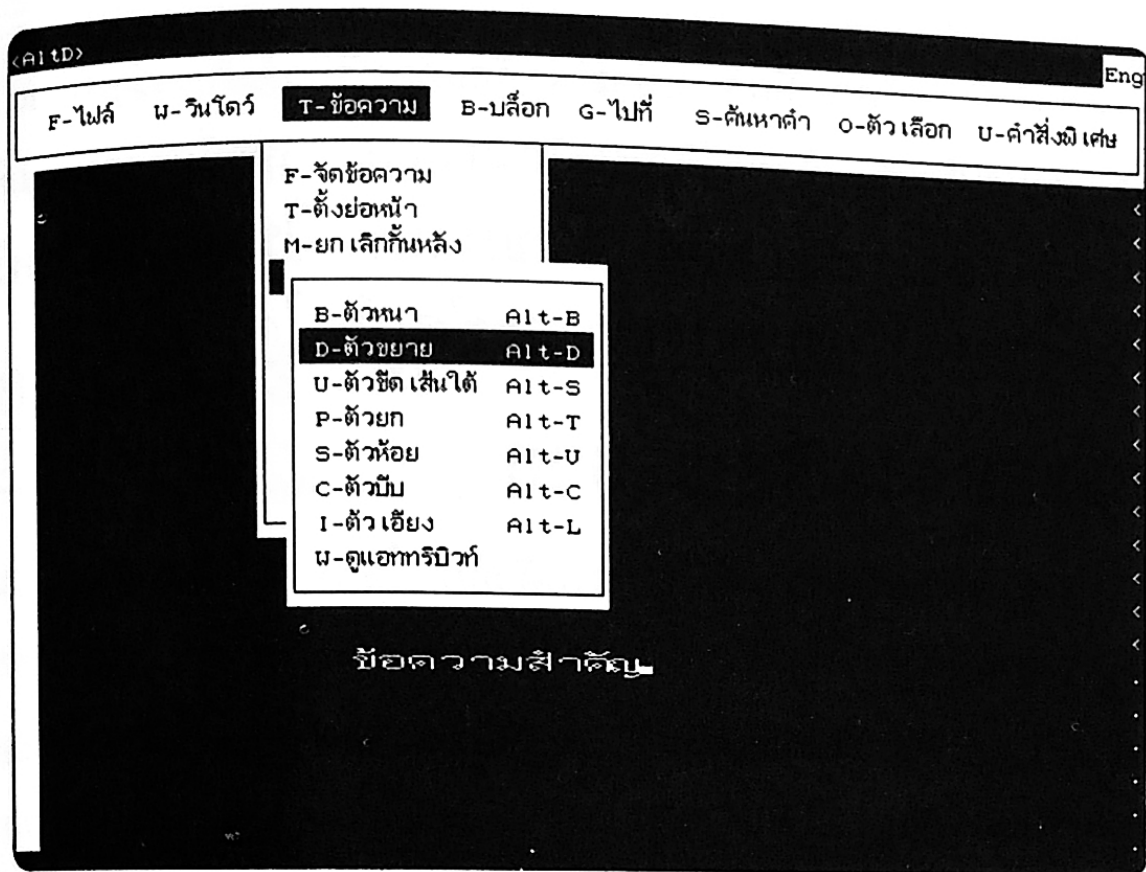 <AltD>
Eng
F-ไฟล์ W-วินโดว์ T-ข้อความ B-บล็อก G-ไปที่ S-ค้นหาคำ O-ตัวเลือก U-คำสั่งพิเศษ
F-จัดข้อความ
T-ตั้งย่อหน้า
M-ยกเลิกกั้นหลัง
B-ตัวหนา Alt-B
D-ตัวขยาย Alt-D
U-ตัวขีดเส้นใต้ Alt-S
P-ตัวยก Alt-T
S-ตัวห้อย Alt-U
C-ตัวบีบ Alt-C
I-ตัวเอียง Alt-L
W-ดูแอททริบิวท์
ข้อความสำคัญ